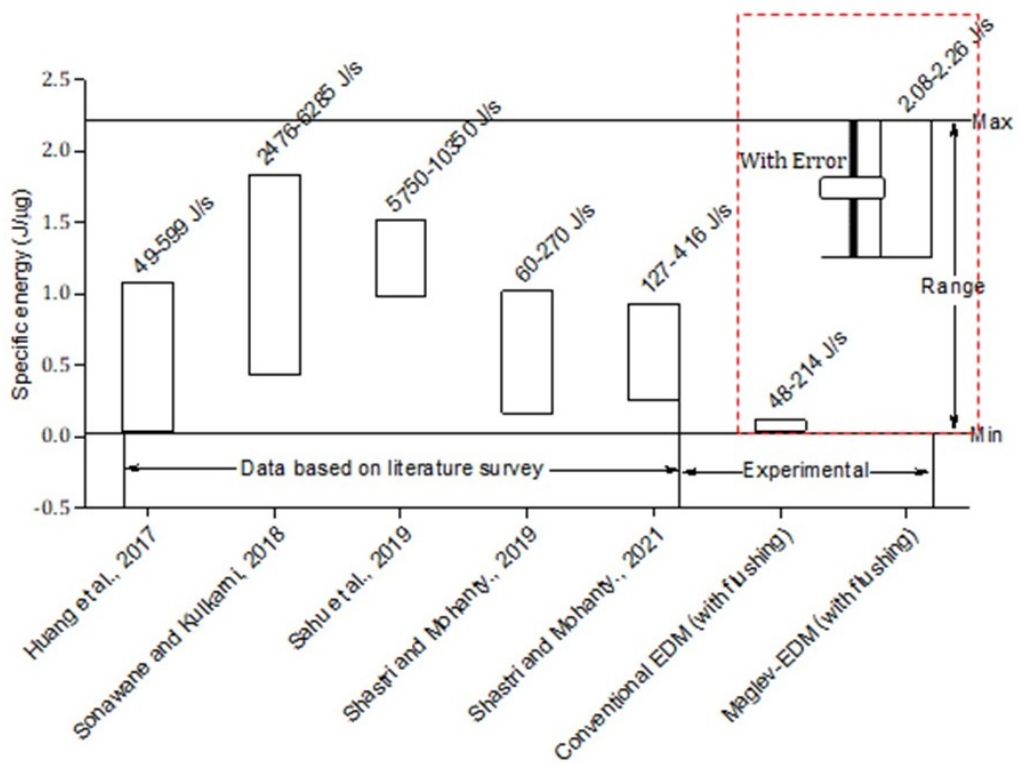 2.08-2.26 J/s
2.5
2476-6285 J/s
Max
2.0
5750-10350 J/s
With Error
1.5
49-599 J/s
60-270 J/s
127-416 J/s
1.0
Range
Specific energy (J/µg)
0.5
48-214 J/s
0.0
Min
Data based on literature survey
Experimental
-0.5
Huang et al., 2017
Sonawane and Kulkarni, 2018
Sahu et al., 2019
Shastri and Mohanty., 2019
Shastri and Mohanty., 2021
Conventional EDM (with flushing)
Maglev-EDM (with flushing)